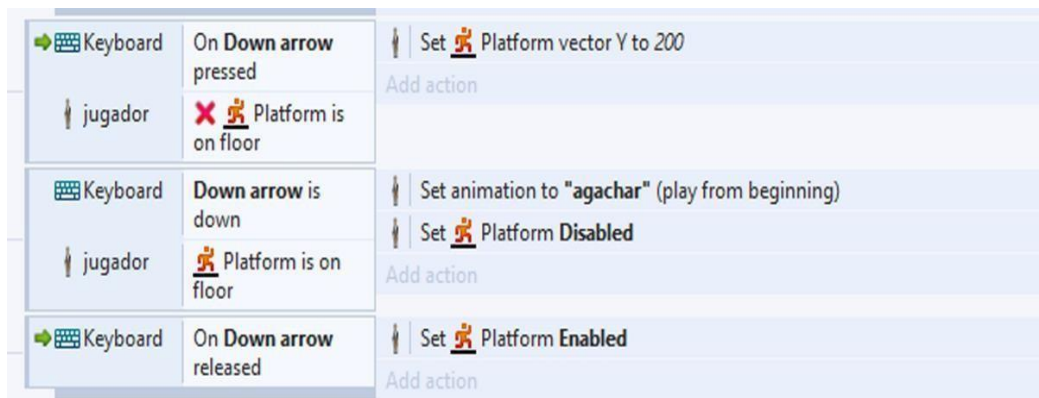 Keyboard
On Down arrow
pressed
Set Platform vector Y to 200
Add action
jugador
Platform is
on floor
Keyboard
Down arrow is
down
Set animation to "agachar" (play from beginning)
Set Platform Disabled
jugador
Platform is on
floor
Add action
Keyboard
On Down arrow
released
Set Platform Enabled
Add action